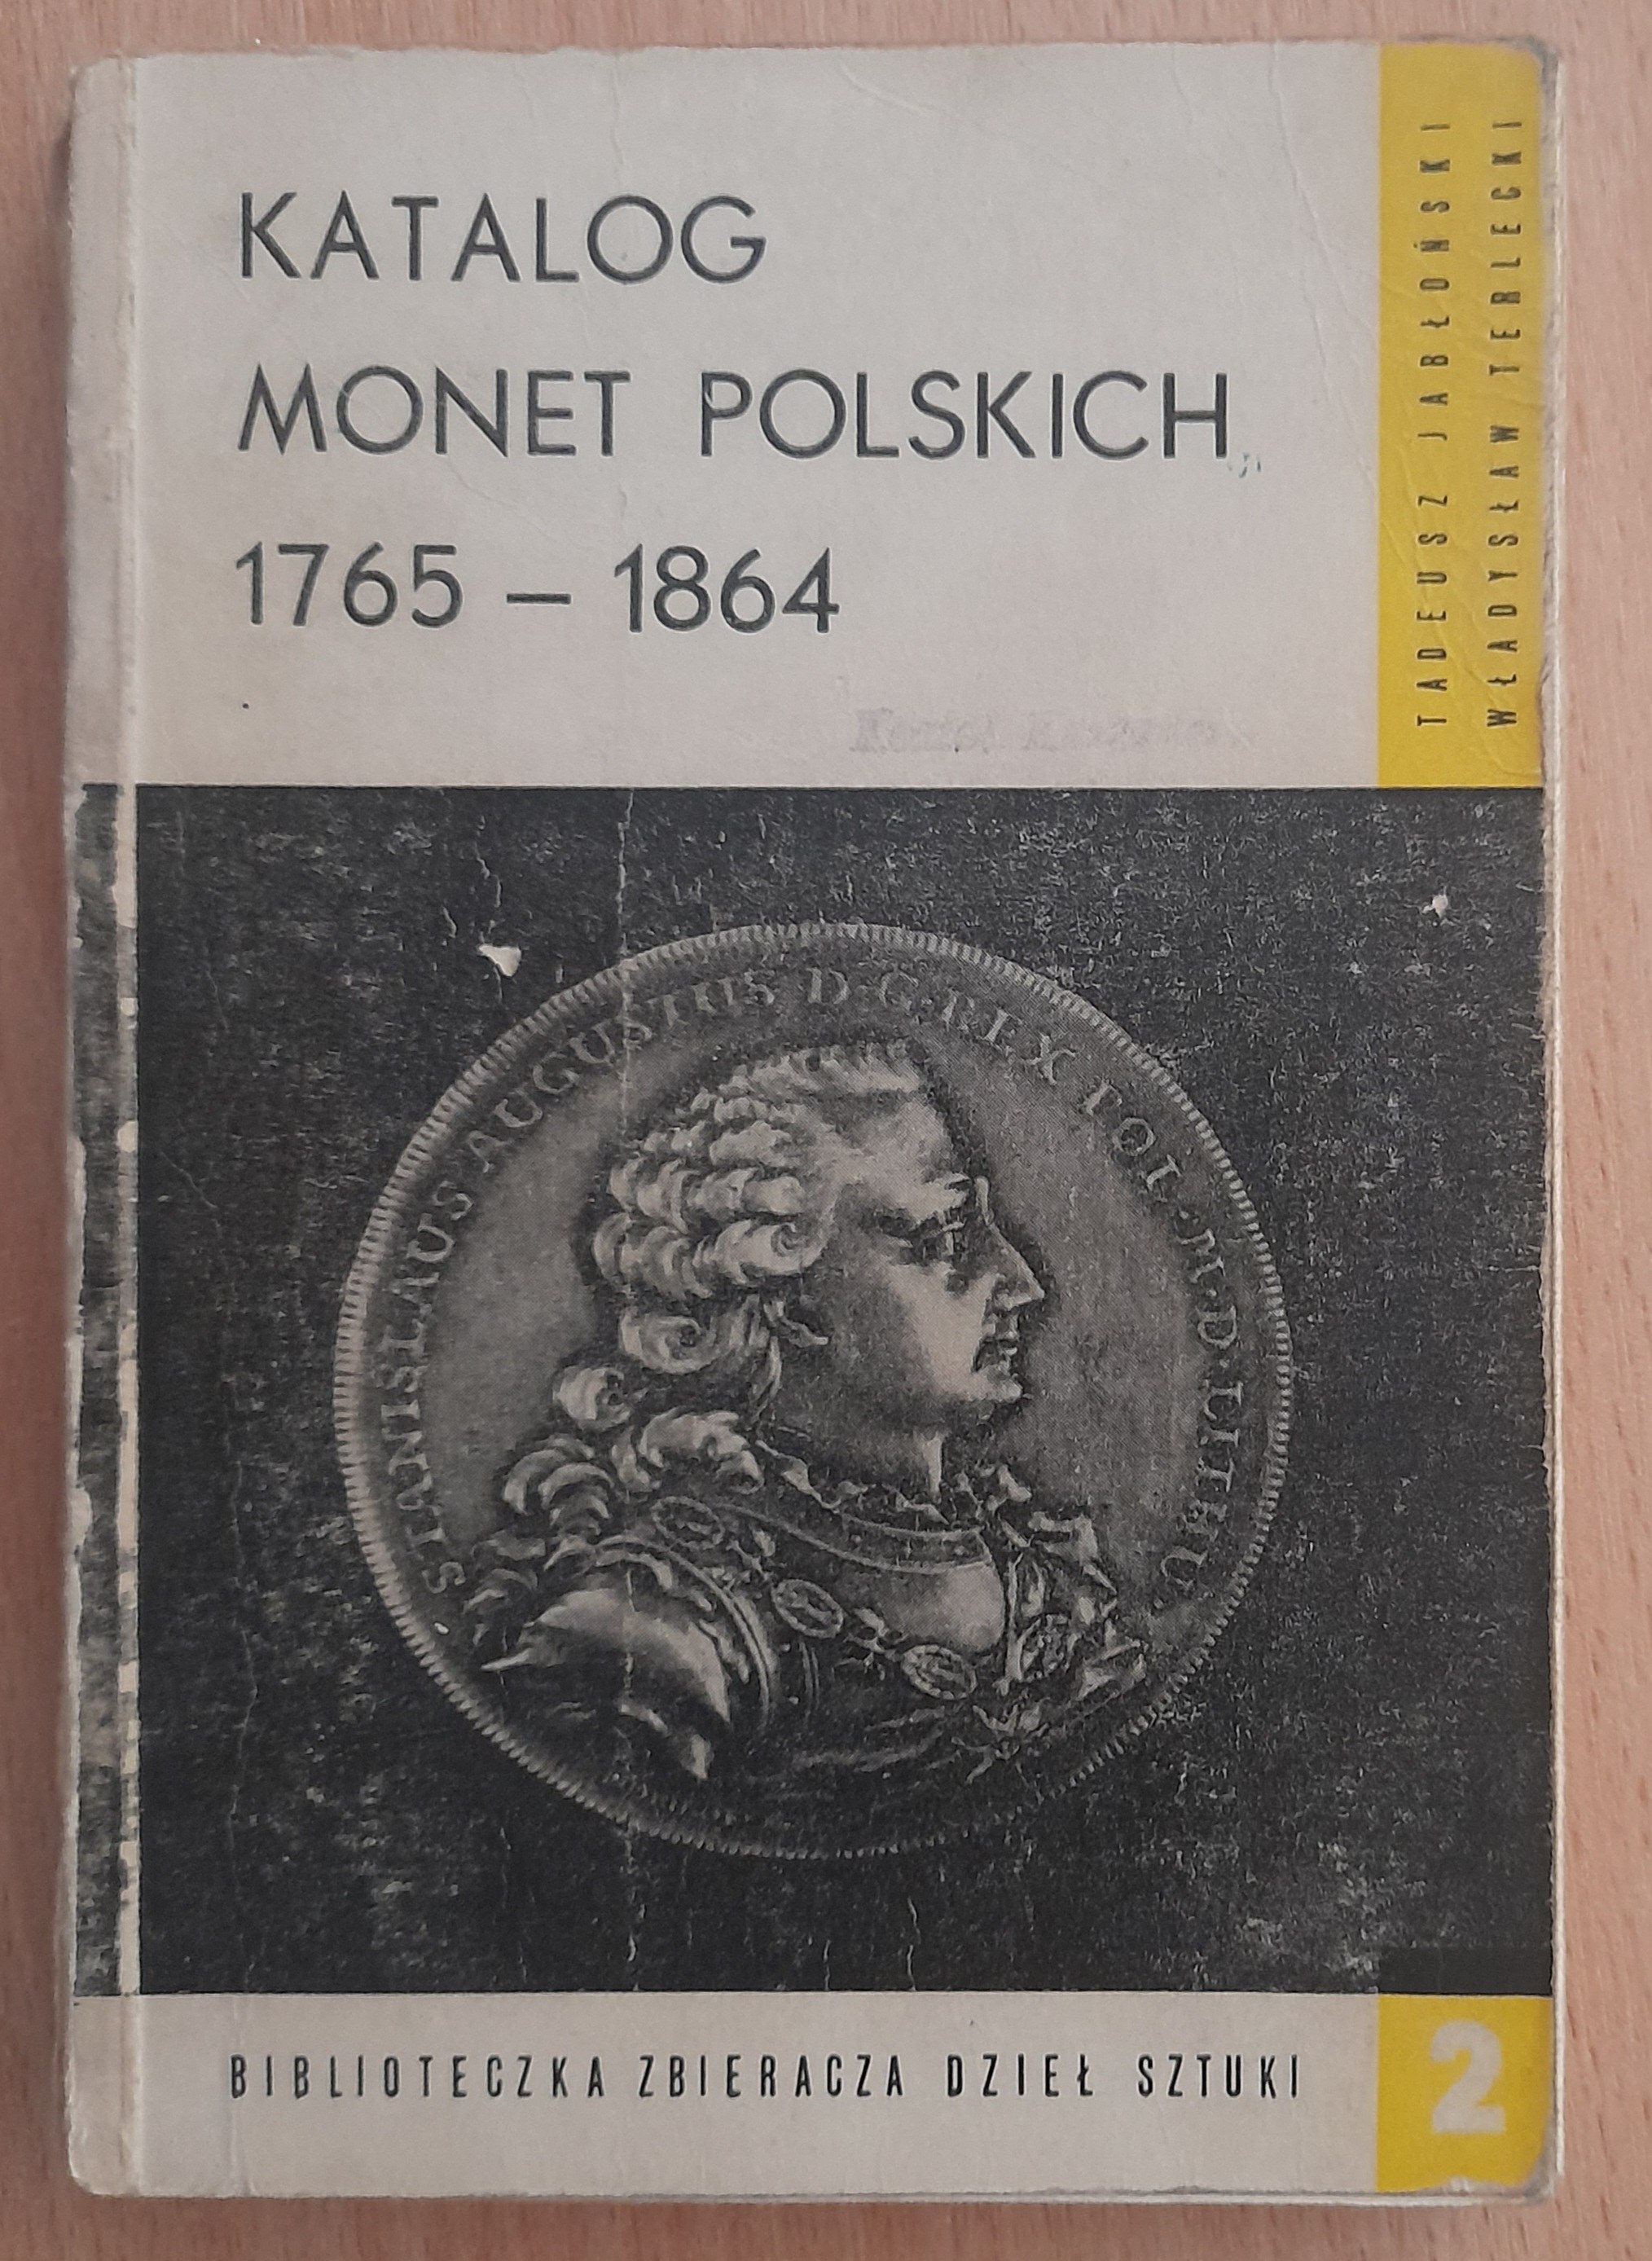 KATALOG
MONET POLSKICH
1765 – 1864
TADEUSZ JABŁOŃSKI
WŁADYSŁAW TERLECKI
STANISLAUS AUGUSTUS D·G·REX POL·M·D·LITHU·
BIBLIOTECZKA ZBIERACZA DZIEŁ SZTUKI
2